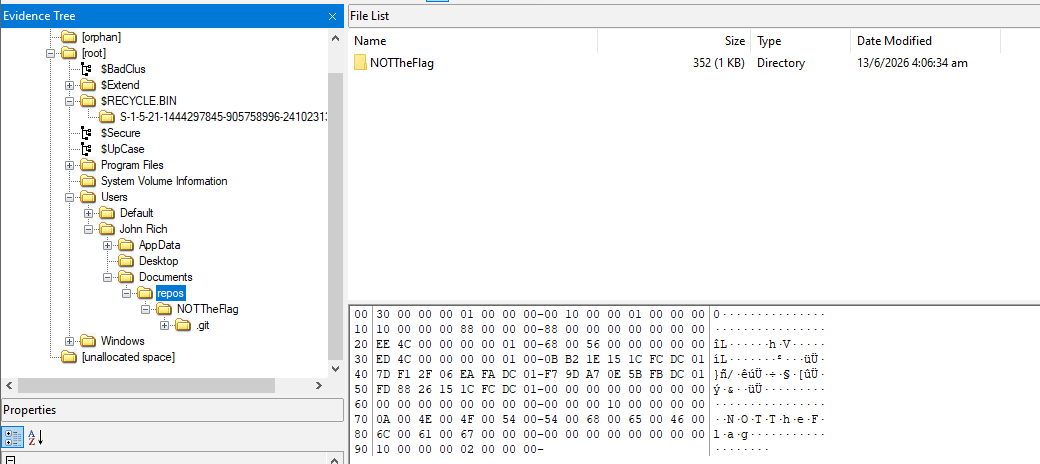 Evidence Tree
[orphan]
[root]
$BadClus
$Extend
$RECYCLE.BIN
S-1-5-21-1444297845-905758996-24102313
$Secure
$UpCase
Program Files
System Volume Information
Users
Default
John Rich
AppData
Desktop
Documents
repos
NOTTheFlag
.git
Windows
[unallocated space]
Properties
File List
Name Size Type Date Modified
NOTTheFlag 352 (1 KB) Directory 13/6/2026 4:06:34 am
00 30 00 00 00 01 00 00 00-00 10 00 00 01 00 00 00 0···············
10 10 00 00 00 88 00 00 00-88 00 00 00 00 00 00 00 ················
20 EE 4C 00 00 00 00 01 00-68 00 56 00 00 00 00 00 îL······h·V·····
30 ED 4C 00 00 00 00 01 00-0B B2 1E 15 1C FC DC 01 íL·······²···üÜ·
40 7D F1 2F 06 EA FA DC 01-F7 9D A7 0E 5B FB DC 01 }ñ/·êúÜ·÷·§·[ûÜ·
50 FD 88 26 15 1C FC DC 01-00 00 00 00 00 00 00 00 ý·&··üÜ·········
60 00 00 00 00 00 00 00 00-00 00 00 10 00 00 00 00 ················
70 0A 00 4E 00 4F 00 54 00-54 00 68 00 65 00 46 00 ··N·O·T·T·h·e·F·
80 6C 00 61 00 67 00 00 00-00 00 00 00 00 00 00 00 l·a·g···········
90 10 00 00 00 02 00 00 00- ········